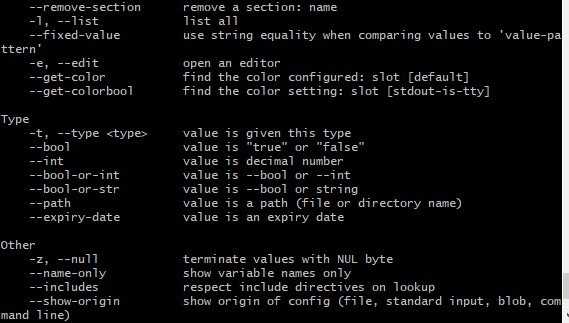 --remove-section      remove a section: name
-l, --list            list all
--fixed-value         use string equality when comparing values to 'value-pa
ttern'
-e, --edit            open an editor
--get-color           find the color configured: slot [default]
--get-colorbool       find the color setting: slot [stdout-is-tty]
Type
-t, --type <type>     value is given this type
--bool                value is "true" or "false"
--int                 value is decimal number
--bool-or-int         value is --bool or --int
--bool-or-str         value is --bool or string
--path                value is a path (file or directory name)
--expiry-date         value is an expiry date
Other
-z, --null            terminate values with NUL byte
--name-only           show variable names only
--includes            respect include directives on lookup
--show-origin         show origin of config (file, standard input, blob, com
mand line)